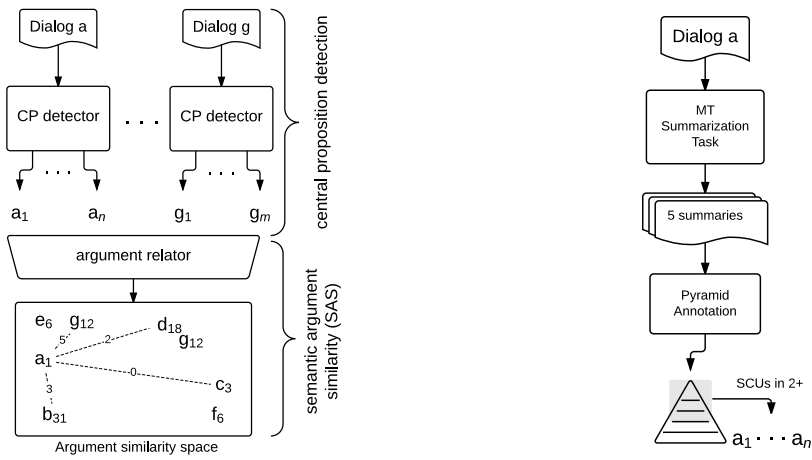 Dialog a
Dialog g
CP detector
. . .
CP detector
. . .
. . .
a1
an
g1
gm
central proposition detection
argument relator
semantic argument
similarity (SAS)
e6
g12
d18
g12
5
2
a1
0
3
c3
b31
f6
Argument similarity space
Dialog a
MT
Summarization
Task
5 summaries
Pyramid
Annotation
SCUs in 2+
a1 . . . an